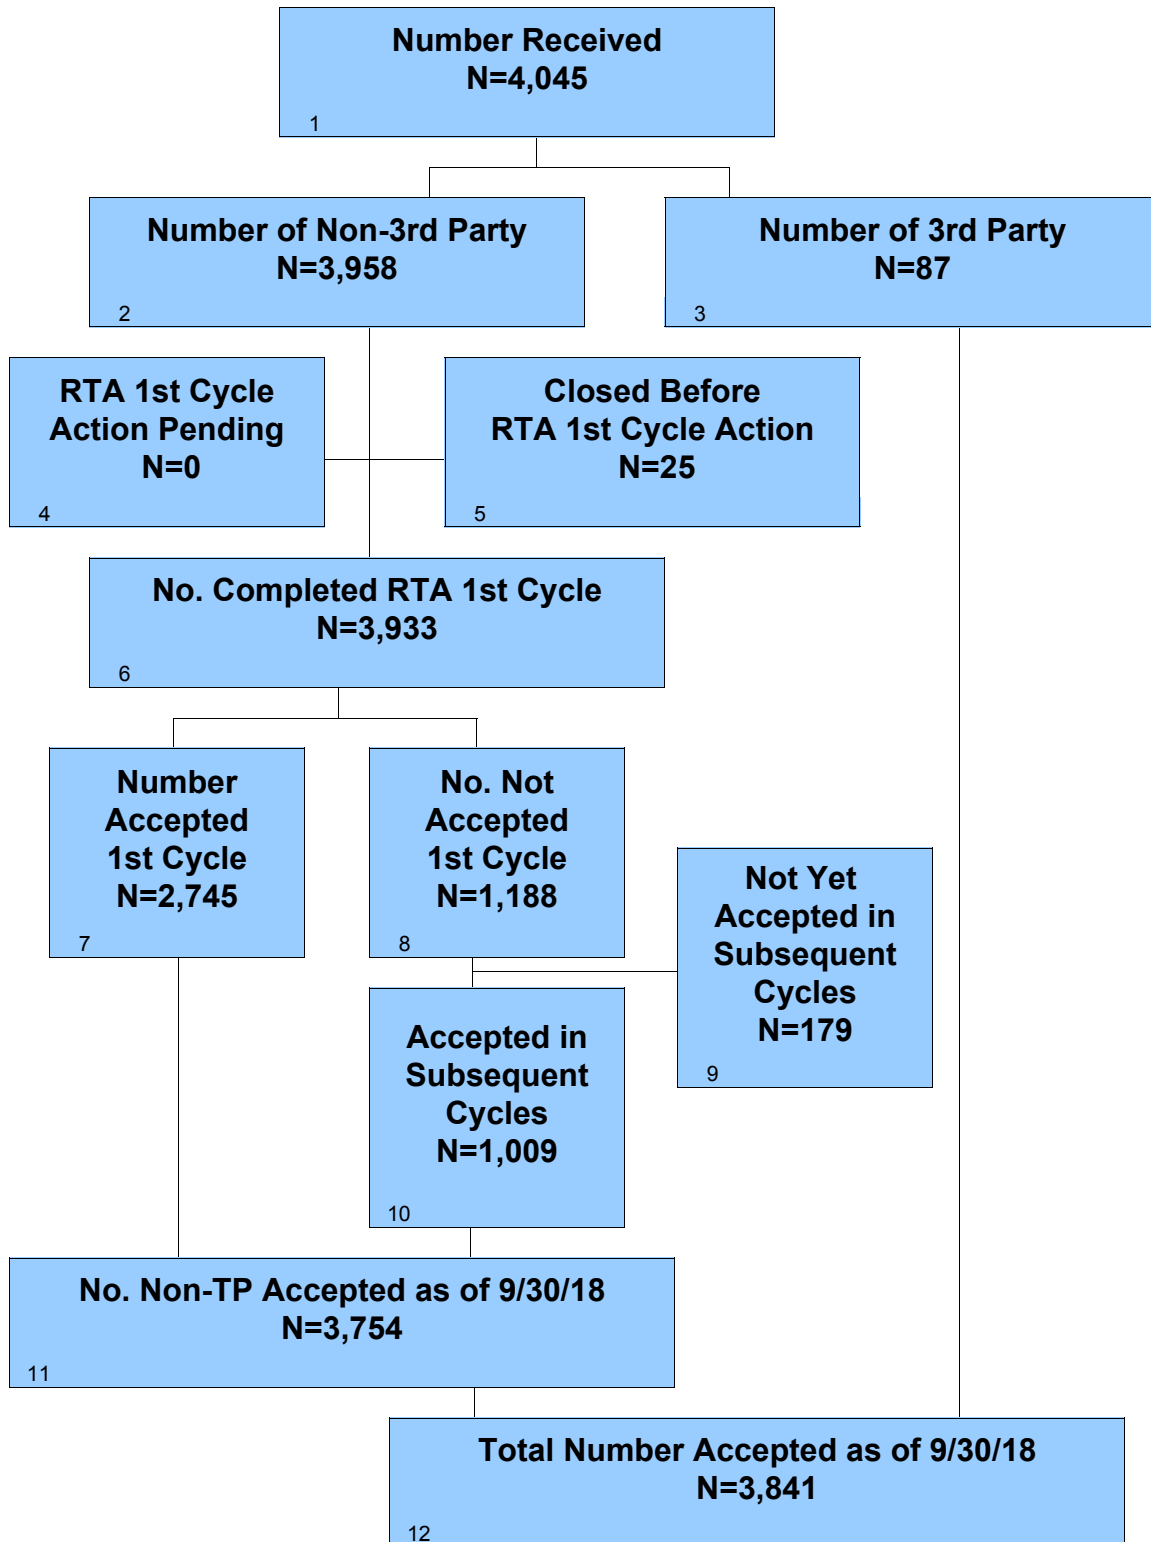 Number Received
N=4,045
1
Number of Non-3rd Party
N=3,958
2
Number of 3rd Party
N=87
3
RTA 1st Cycle
Action Pending
N=0
4
Closed Before
RTA 1st Cycle Action
N=25
5
No. Completed RTA 1st Cycle
N=3,933
6
Number
Accepted
1st Cycle
N=2,745
7
No. Not
Accepted
1st Cycle
N=1,188
8
Not Yet
Accepted in
Subsequent
Cycles
N=179
9
Accepted in
Subsequent
Cycles
N=1,009
10
No. Non-TP Accepted as of 9/30/18
N=3,754
11
Total Number Accepted as of 9/30/18
N=3,841
12